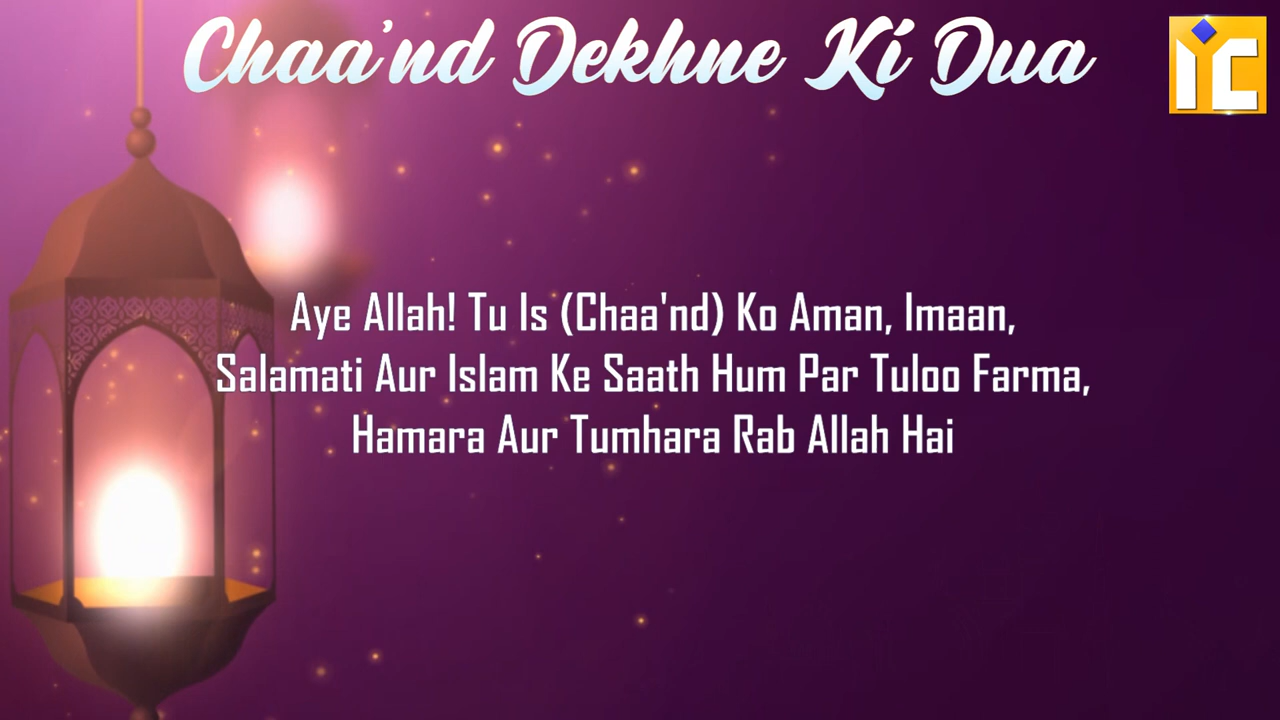 Chaa'nd Dekhne Ki Dua
YC
Aye Allah! Tu Is (Chaa'nd) Ko Aman, Imaan,
Salamati Aur Islam Ke Saath Hum Par Tuloo Farma,
Hamara Aur Tumhara Rab Allah Hai